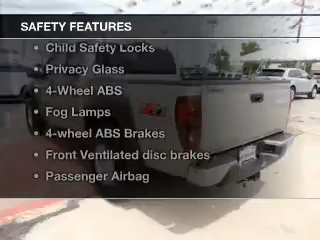 SAFETY FEATURES
• Child Safety Locks
• Privacy Glass
• 4-Wheel ABS
• Fog Lamps
• 4-wheel ABS Brakes
• Front Ventilated disc brakes
• Passenger Airbag